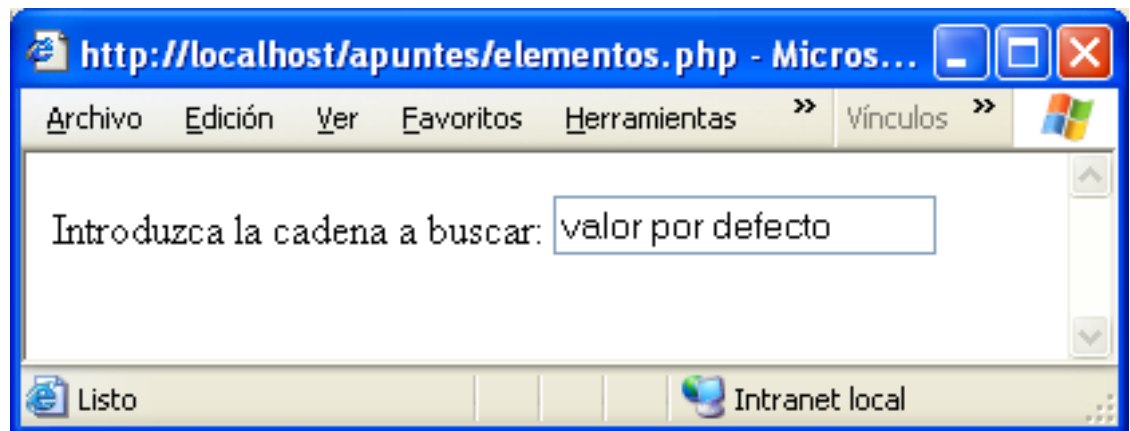 http://localhost/apuntes/elementos.php - Micros...
Archivo Edición Ver Favoritos Herramientas » Vínculos »
Introduzca la cadena a buscar: valor por defecto
Listo Intranet local